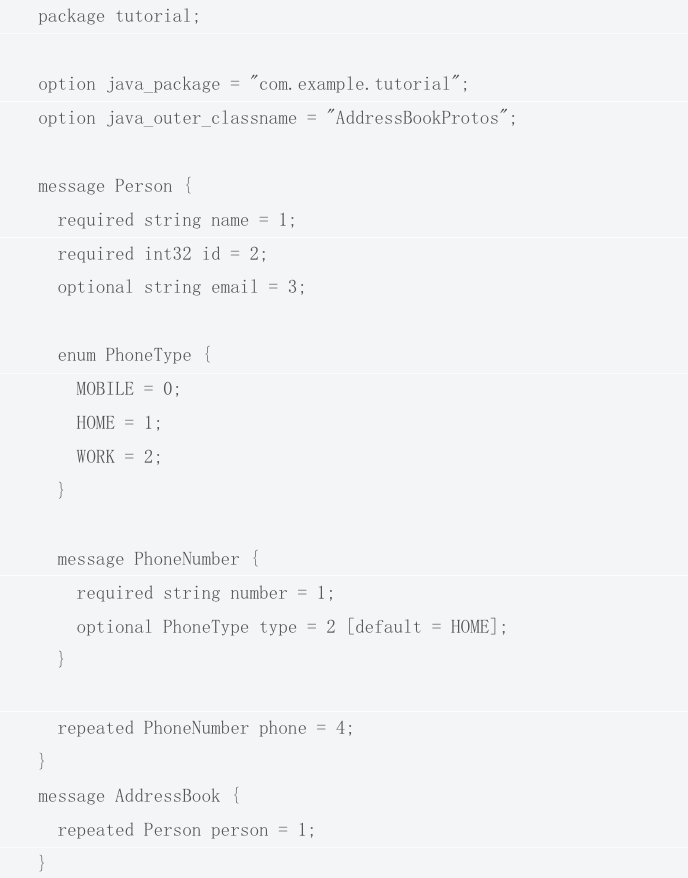 package tutorial;
option java_package = "com.example.tutorial";
option java_outer_classname = "AddressBookProtos";
message Person {
required string name = 1;
required int32 id = 2;
optional string email = 3;
enum PhoneType {
MOBILE = 0;
HOME = 1;
WORK = 2;
}
message PhoneNumber {
required string number = 1;
optional PhoneType type = 2 [default = HOME];
}
repeated PhoneNumber phone = 4;
}
message AddressBook {
repeated Person person = 1;
}